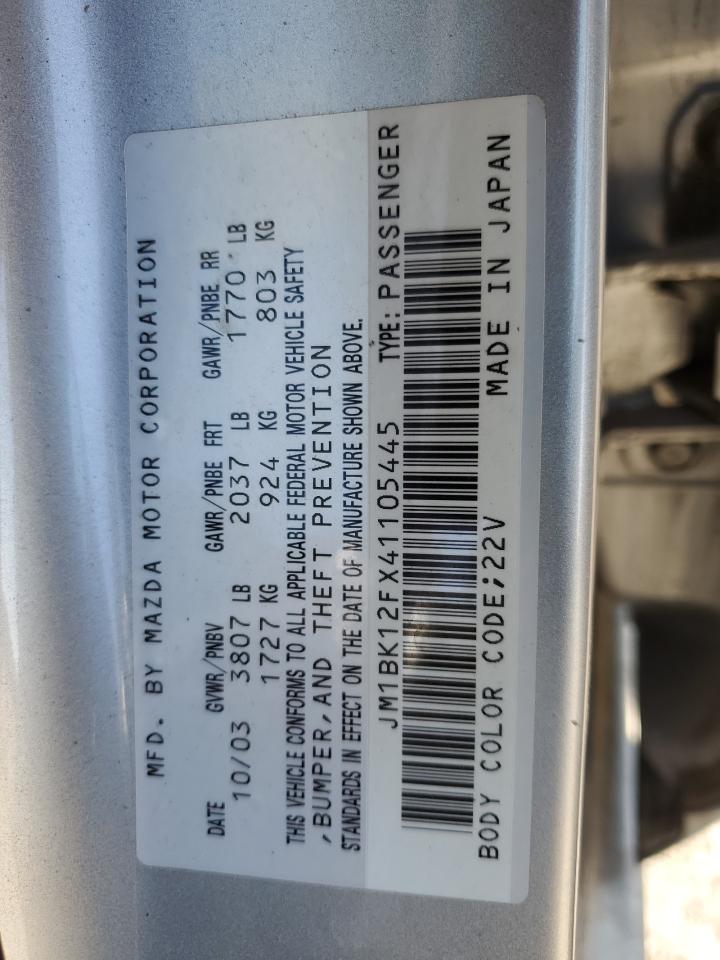 MFD. BY MAZDA MOTOR CORPORATION
DATE GVWR/PNBV GAWR/PNBE FRT GAWR/PNBE RR
10/03 3807 LB 2037 LB 1770 LB
1727 KG 924 KG 803 KG
THIS VEHICLE CONFORMS TO ALL APPLICABLE FEDERAL MOTOR VEHICLE SAFETY
,BUMPER,AND THEFT PREVENTION
STANDARDS IN EFFECT ON THE DATE OF MANUFACTURE SHOWN ABOVE.
JM1BK12FX41105445 TYPE: PASSENGER
BODY COLOR CODE;22V MADE IN JAPAN